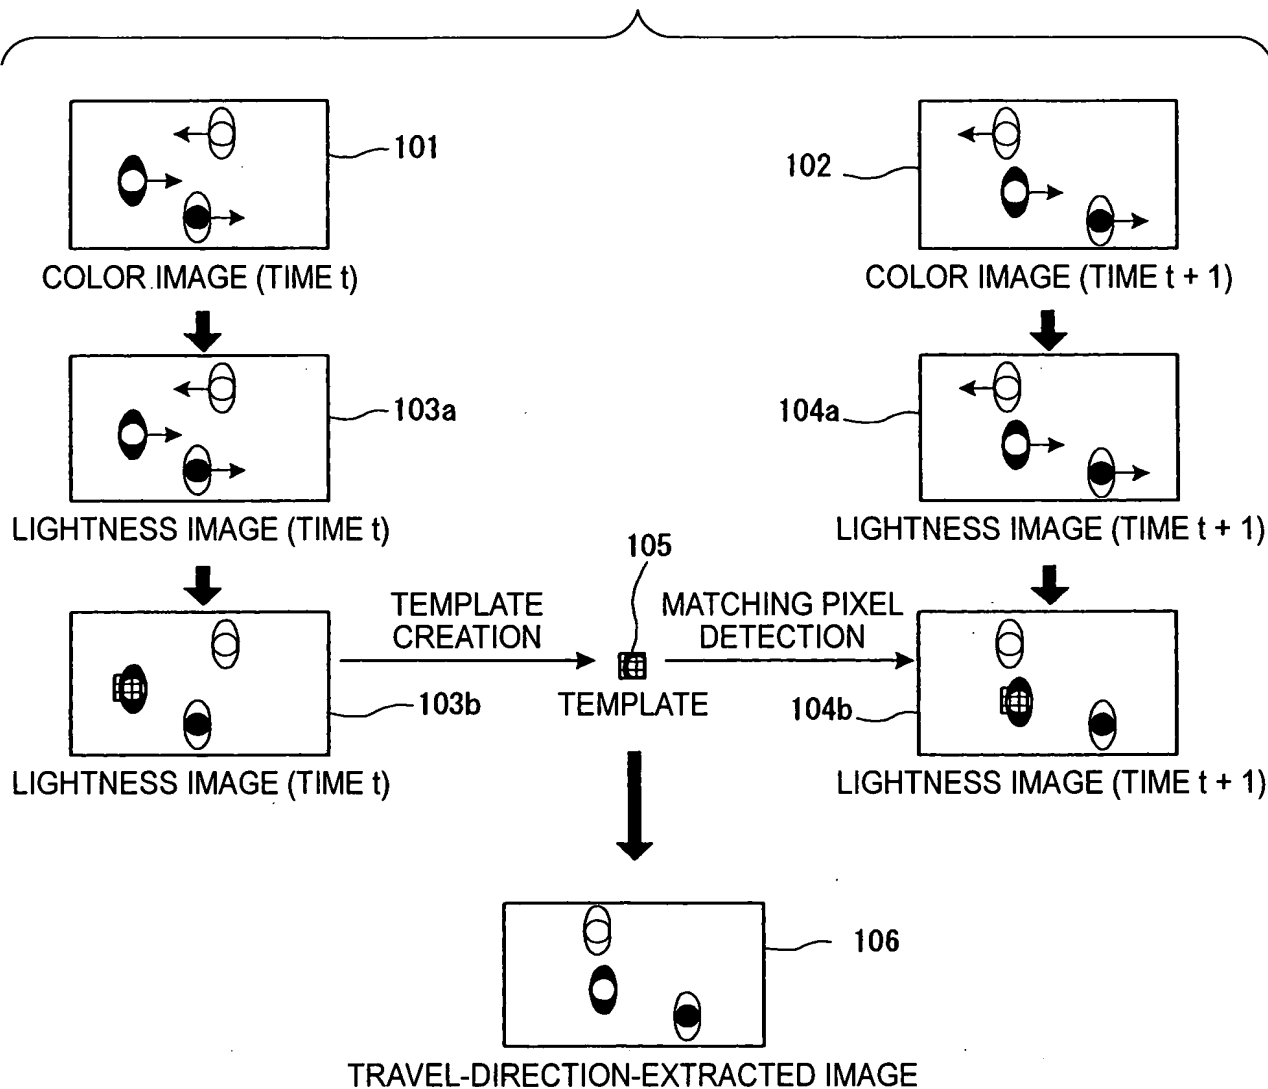 101
102
COLOR IMAGE (TIME t)
COLOR IMAGE (TIME t + 1)
103a
104a
LIGHTNESS IMAGE (TIME t)
LIGHTNESS IMAGE (TIME t + 1)
105
TEMPLATE
CREATION
MATCHING PIXEL
DETECTION
103b
TEMPLATE
104b
LIGHTNESS IMAGE (TIME t)
LIGHTNESS IMAGE (TIME t + 1)
106
TRAVEL-DIRECTION-EXTRACTED IMAGE